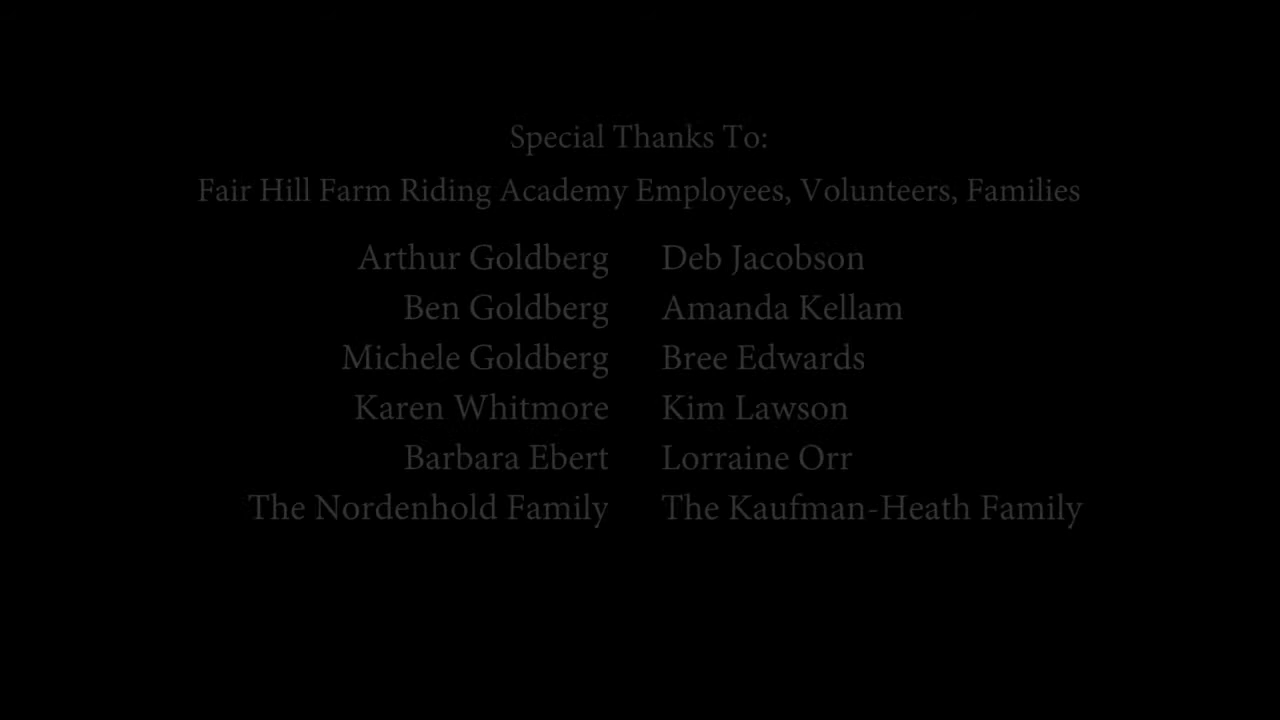 Special Thanks To:
Fair Hill Farm Riding Academy Employees, Volunteers, Families
Arthur Goldberg Deb Jacobson
Ben Goldberg Amanda Kellam
Michele Goldberg Bree Edwards
Karen Whitmore Kim Lawson
Barbara Ebert Lorraine Orr
The Nordenhold Family The Kaufman-Heath Family